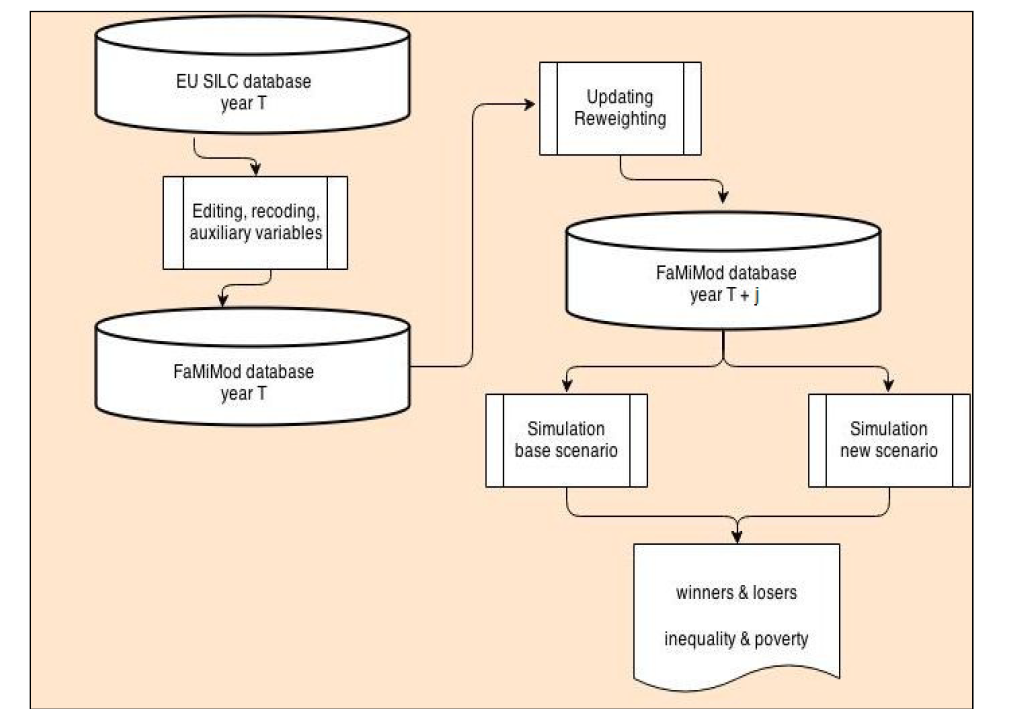 EU SILC database
year T
Editing, recoding,
auxiliary variables
FaMiMod database
year T
Updating
Reweighting
FaMiMod database
year T + j
Simulation
base scenario
Simulation
new scenario
winners & losers
inequality & poverty